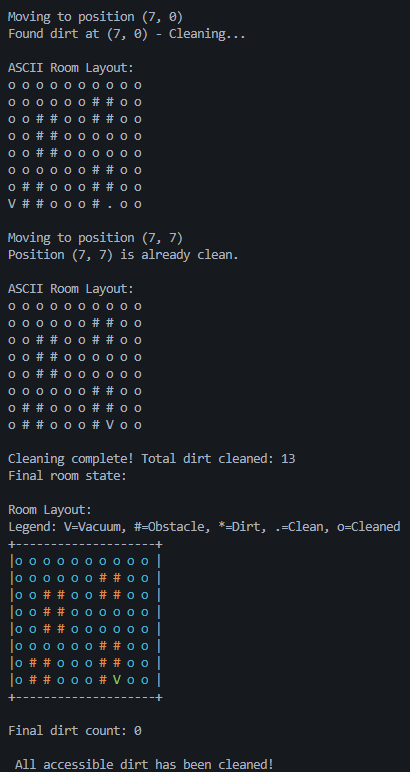 Moving to position (7, 0)
Found dirt at (7, 0) - Cleaning...

ASCII Room Layout:
o o o o o o o o o o
o o o o o o # # o o
o o # # o o # # o o
o o # # o o o o o o
o o # # o o o o o o
o o o o o o # # o o
o # # o o o # # o o
V # # o o o # . o o

Moving to position (7, 7)
Position (7, 7) is already clean.

ASCII Room Layout:
o o o o o o o o o o
o o o o o o # # o o
o o # # o o # # o o
o o # # o o o o o o
o o # # o o o o o o
o o o o o o # # o o
o # # o o o # # o o
o # # o o o # V o o

Cleaning complete! Total dirt cleaned: 13
Final room state:

Room Layout:
Legend: V=Vacuum, #=Obstacle, *=Dirt, .=Clean, o=Cleaned
+-------------------+
|o o o o o o o o o o |
|o o o o o o # # o o |
|o o # # o o # # o o |
|o o # # o o o o o o |
|o o # # o o o o o o |
|o o o o o o # # o o |
|o # # o o o # # o o |
|o # # o o o # V o o |
+-------------------+

Final dirt count: 0

All accessible dirt has been cleaned!